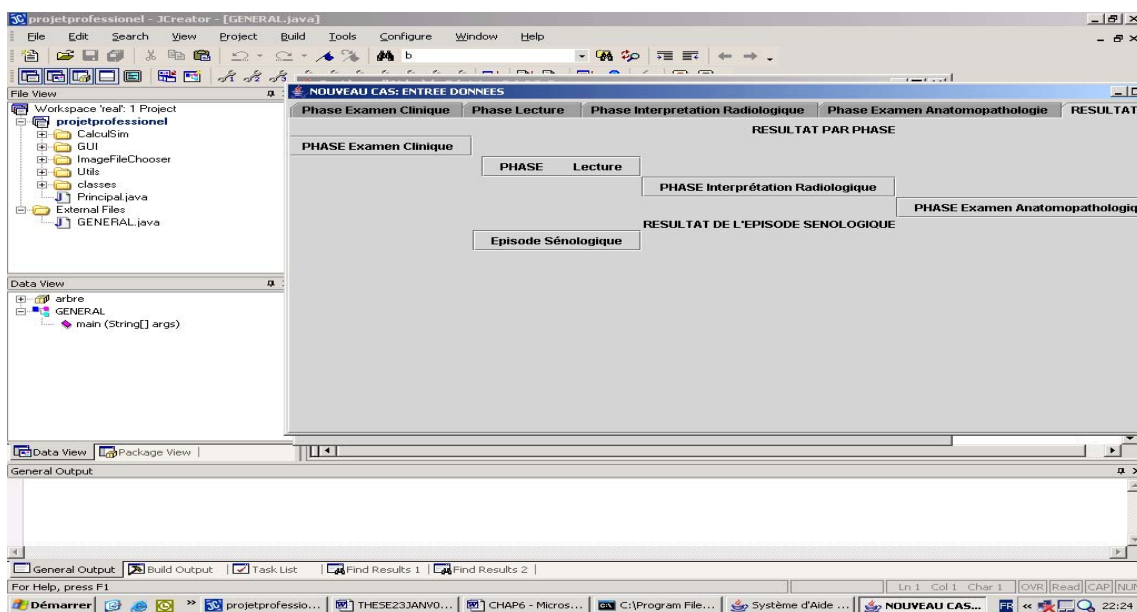 projetprofessionel - JCreator - [GENERAL.java]
File Edit Search View Project Build Tools Configure Window Help
b
File View
NOUVEAU CAS: ENTREE DONNEES
Workspace 'real': 1 Project
projetprofessionel
CalculSim
GUI
ImageFileChooser
Utils
classes
Principal.java
External Files
GENERAL.java
Phase Examen Clinique Phase Lecture Phase Interpretation Radiologique Phase Examen Anatomopathologie RESULTAT
RESULTAT PAR PHASE
PHASE Examen Clinique
PHASE Lecture
PHASE Interprétation Radiologique
PHASE Examen Anatomopathologiq
RESULTAT DE L'EPISODE SENOLOGIQUE
Episode Sénologique
Data View
arbre
GENERAL
main (String[] args)
Data View Package View
General Output
General Output Build Output Task List Find Results 1 Find Results 2
For Help, press F1 Ln 1 Col 1 Char 1 OVR Read CAP NUM
Démarrer » projetprofessio... THESE23JANV0... CHAP6 - Micros... C:\Program File... Système d'Aide ... NOUVEAU CAS... FR « 22:24